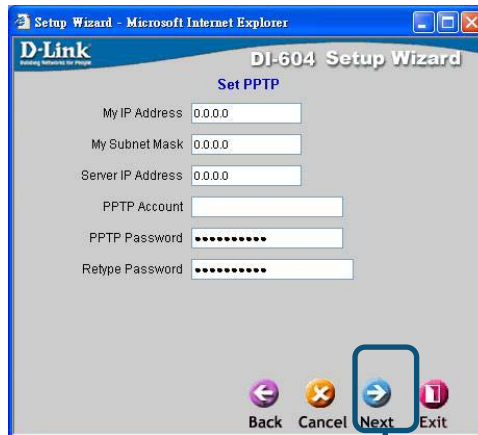 Setup Wizard - Microsoft Internet Explorer
D-Link
Building Networks for People
DI-604 Setup Wizard
Set PPTP
My IP Address 0.0.0.0
My Subnet Mask 0.0.0.0
Server IP Address 0.0.0.0
PPTP Account
PPTP Password ●●●●●●●●●●
Retype Password ●●●●●●●●●●
Back Cancel Next Exit